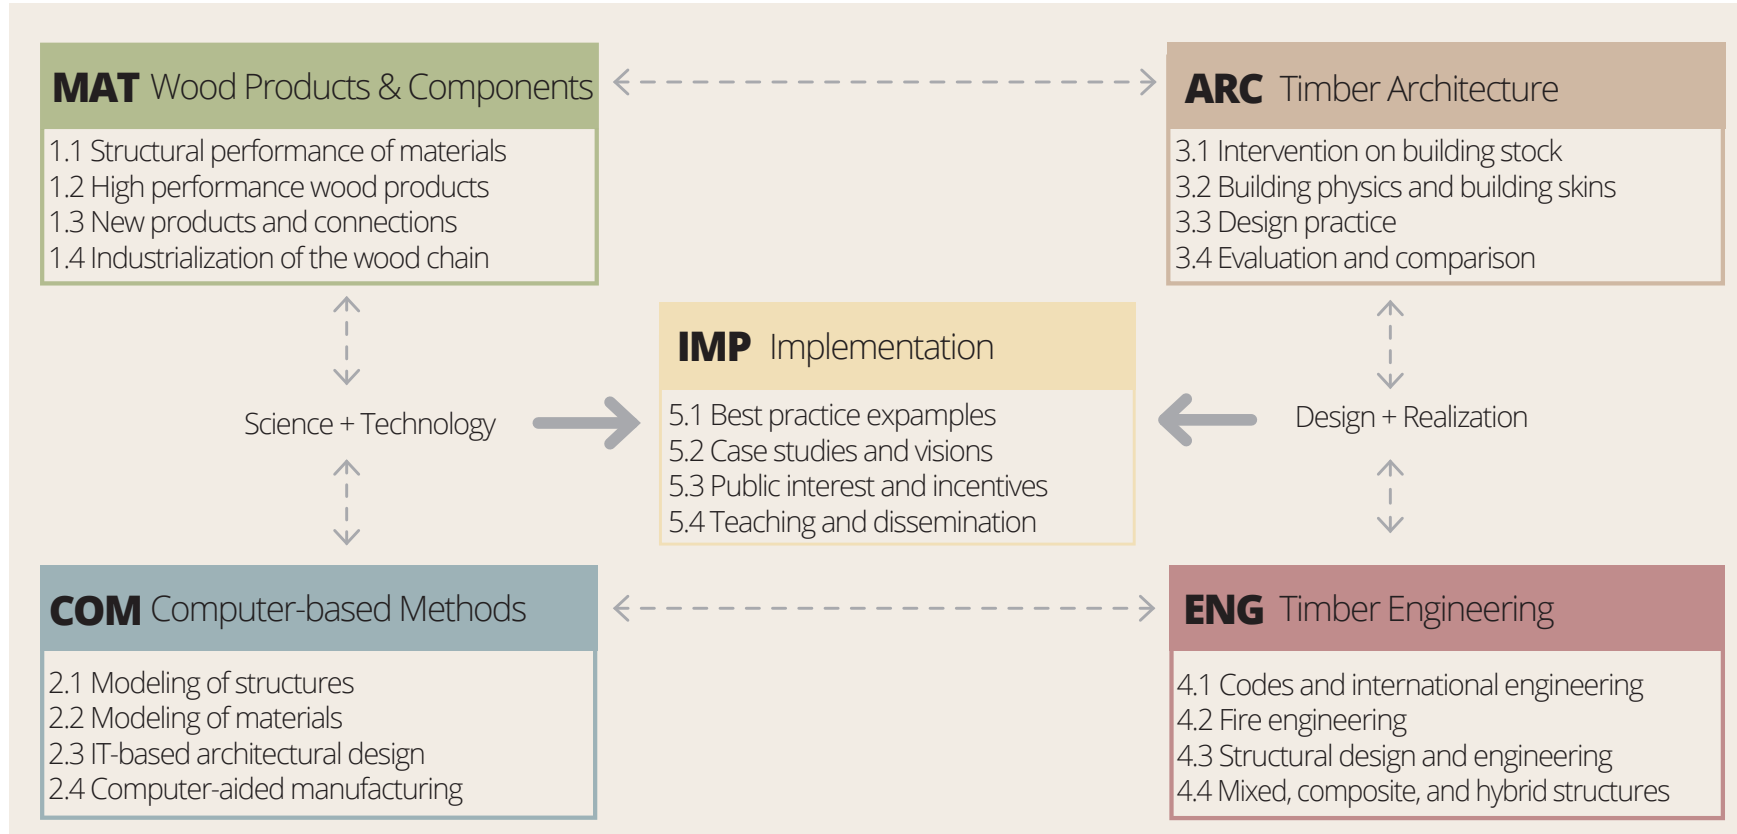 MAT Wood Products & Components
1.1 Structural performance of materials
1.2 High performance wood products
1.3 New products and connections
1.4 Industrialization of the wood chain
ARC Timber Architecture
3.1 Intervention on building stock
3.2 Building physics and building skins
3.3 Design practice
3.4 Evaluation and comparison
Science + Technology
IMP Implementation
5.1 Best practice expamples
5.2 Case studies and visions
5.3 Public interest and incentives
5.4 Teaching and dissemination
Design + Realization
COM Computer-based Methods
2.1 Modeling of structures
2.2 Modeling of materials
2.3 IT-based architectural design
2.4 Computer-aided manufacturing
ENG Timber Engineering
4.1 Codes and international engineering
4.2 Fire engineering
4.3 Structural design and engineering
4.4 Mixed, composite, and hybrid structures